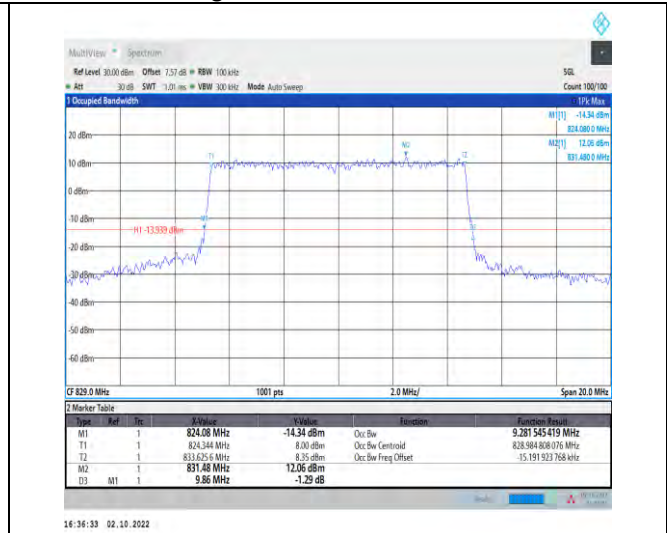 MultiView Spectrum
Ref Level 30.00 dBm Offset 7.57 dB RBW 100 kHz SGL
Att 30 dB SWT 1.01 ms VBW 300 kHz Mode Auto Sweep Count 100/100
1 Occupied Bandwidth 1Pk Max
M1[1] -14.34 dBm
824.080 0 MHz
20 dBm M2[1] 12.06 dBm
831.480 0 MHz
M2
T1 T2
10 dBm
0 dBm
-10 dBm
M1
H1 -13.939 dBm
-20 dBm
-30 dBm
-40 dBm
-50 dBm
-60 dBm
CF 829.0 MHz 1001 pts 2.0 MHz/ Span 20.0 MHz
2 Marker Table
Type Ref Trc X-Value Y-Value Function Function Result
M1 1 824.08 MHz -14.34 dBm Occ Bw 9.281 545 419 MHz
T1 1 824.344 MHz 8.00 dBm Occ Bw Centroid 828.984 808 076 MHz
T2 1 833.625 6 MHz 8.35 dBm Occ Bw Freq Offset -15.191 923 768 kHz
M2 1 831.48 MHz 12.06 dBm
D3 M1 1 9.86 MHz -1.29 dB
16:36:33 02.10.2022